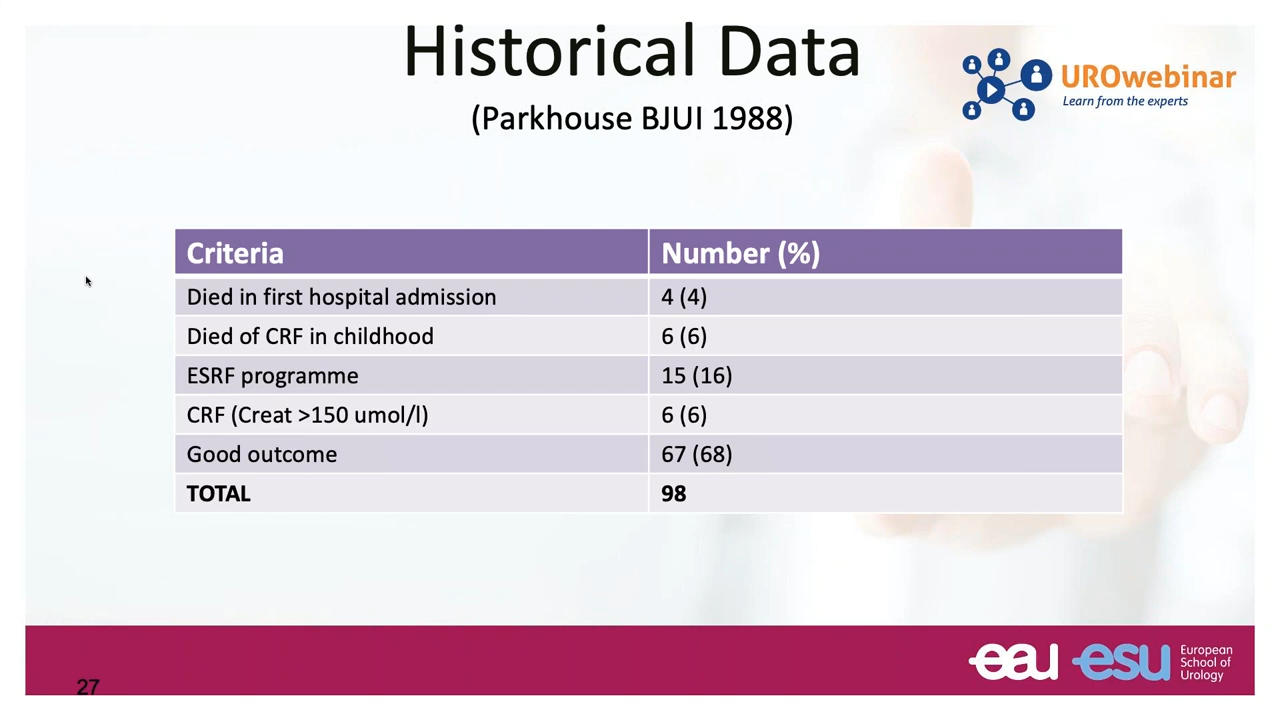 Historical Data
(Parkhouse BJUI 1988)
UROwebinar
Learn from the experts
Criteria Number (%)
Died in first hospital admission 4 (4)
Died of CRF in childhood 6 (6)
ESRF programme 15 (16)
CRF (Creat >150 umol/l) 6 (6)
Good outcome 67 (68)
TOTAL 98
eau esu European
School of
Urology
27